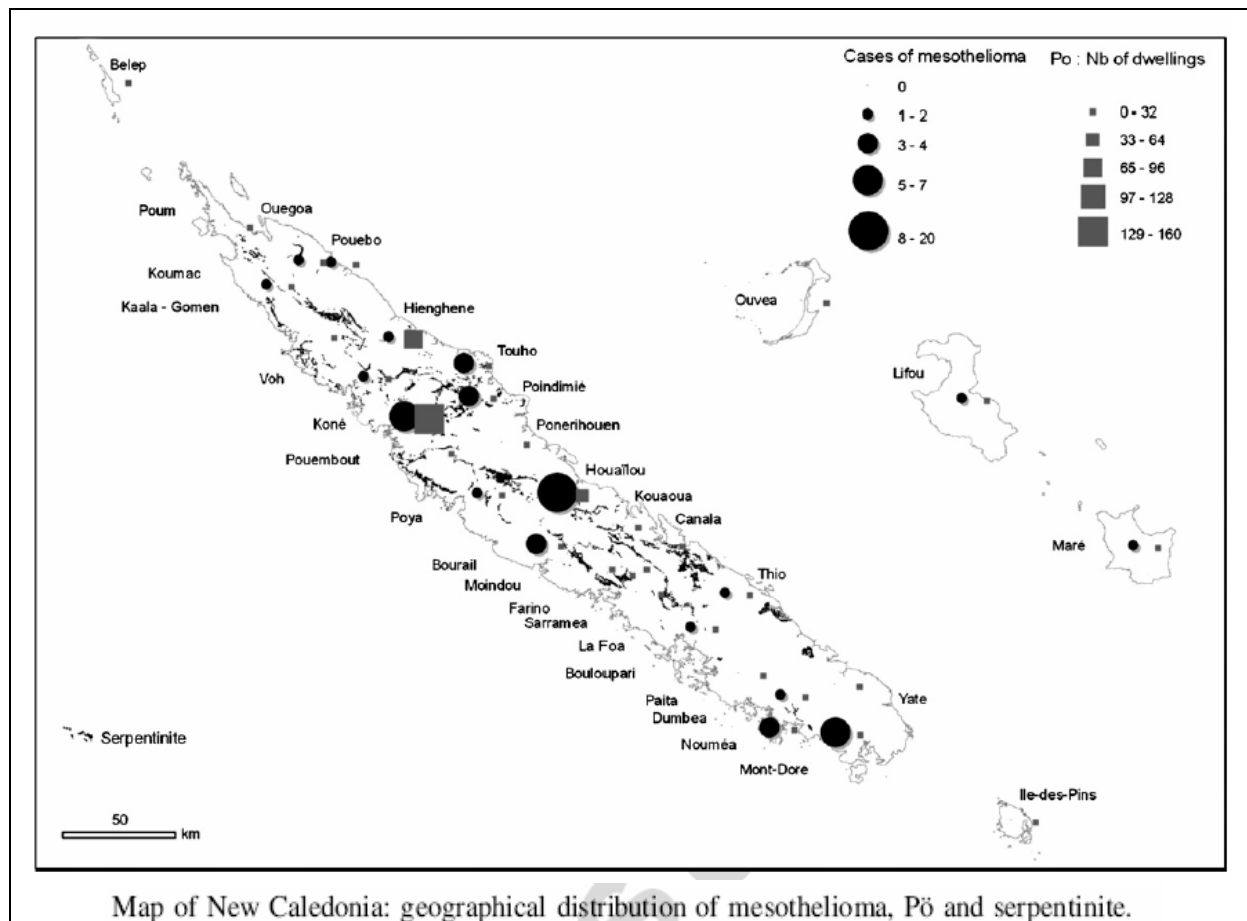 Belep
Cases of mesothelioma
0
1 - 2
3 - 4
5 - 7
8 - 20
Po : Nb of dwellings
0 - 32
33 - 64
65 - 96
97 - 128
129 - 160
Poum
Ouegoa
Pouebo
Koumac
Kaala - Gomen
Hienghene
Ouvea
Touho
Voh
Lifou
Poindimié
Koné
Ponerihouen
Pouembout
Houaïlou
Kouaoua
Poya
Canala
Maré
Bourail
Moindou
Thio
Farino
Sarramea
La Foa
Bouloupari
Paita
Yate
Dumbea
Nouméa
Mont-Dore
Serpentinite
Ile-des-Pins
50
km
Map of New Caledonia: geographical distribution of mesothelioma, Pö and serpentinite.